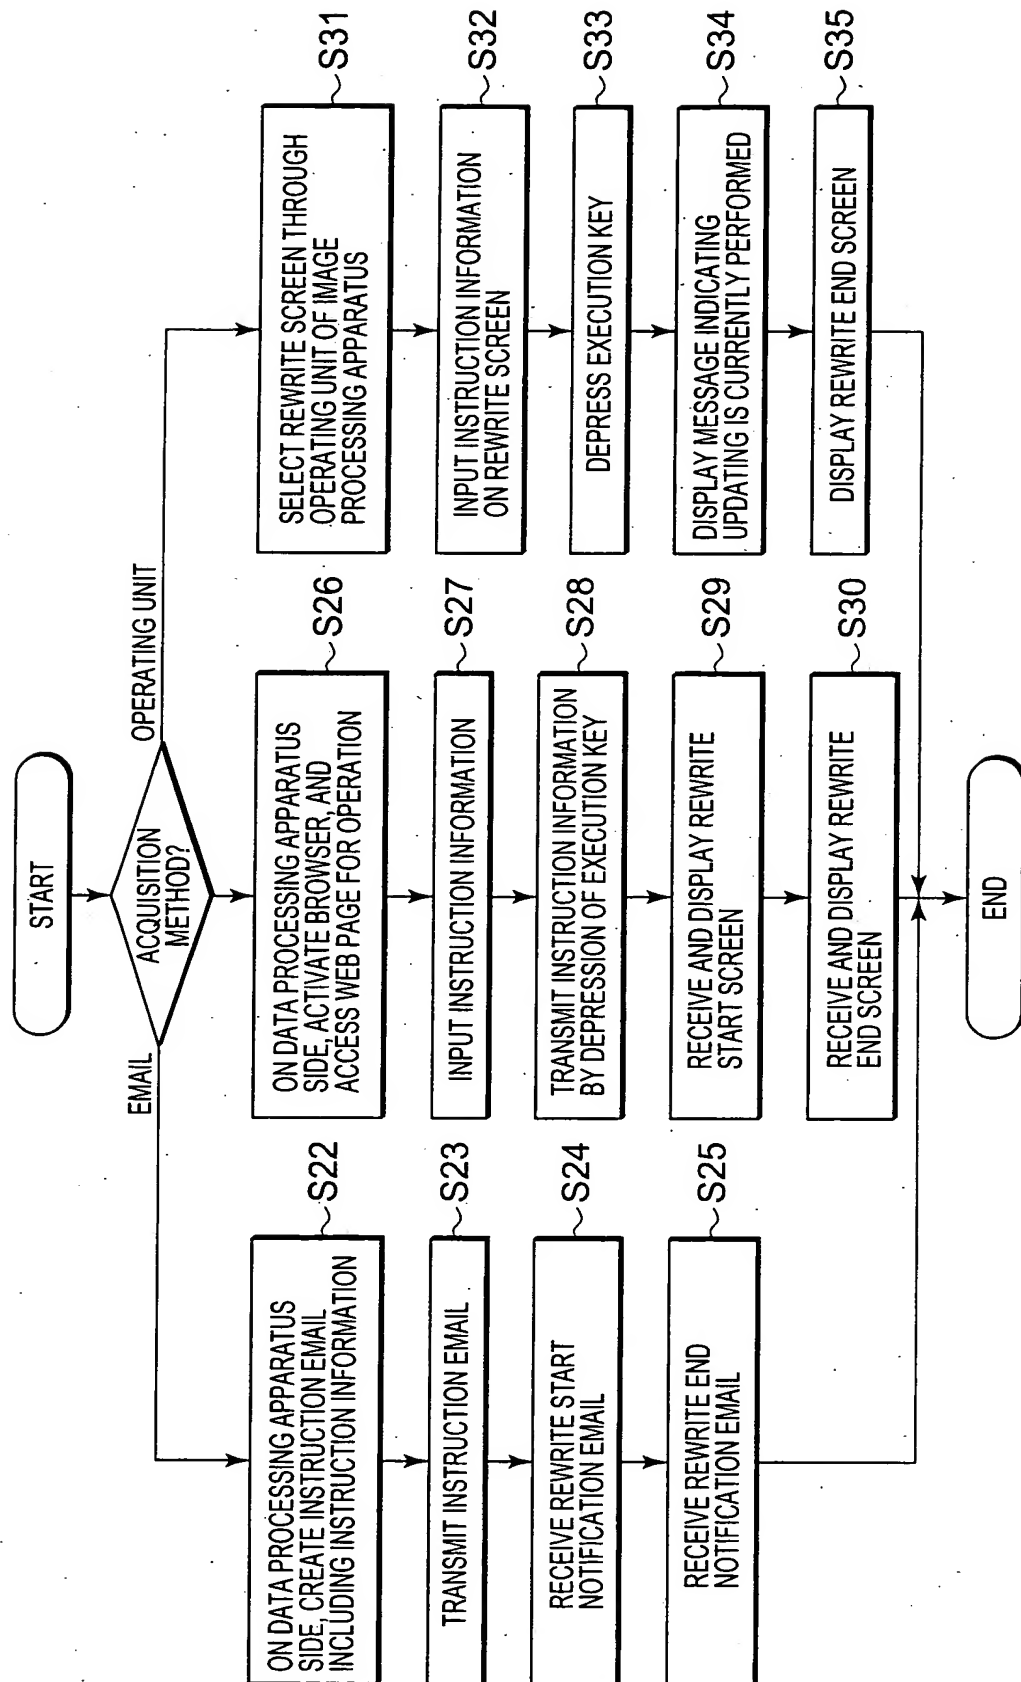 START
ACQUISITION
METHOD?
EMAIL
OPERATING UNIT
ON DATA PROCESSING APPARATUS
SIDE, CREATE INSTRUCTION EMAIL
INCLUDING INSTRUCTION INFORMATION
S22
TRANSMIT INSTRUCTION EMAIL
S23
RECEIVE REWRITE START
NOTIFICATION EMAIL
S24
RECEIVE REWRITE END
NOTIFICATION EMAIL
S25
ON DATA PROCESSING APPARATUS
SIDE, ACTIVATE BROWSER, AND
ACCESS WEB PAGE FOR OPERATION
S26
INPUT INSTRUCTION INFORMATION
S27
TRANSMIT INSTRUCTION INFORMATION
BY DEPRESSION OF EXECUTION KEY
S28
RECEIVE AND DISPLAY REWRITE
START SCREEN
S29
RECEIVE AND DISPLAY REWRITE
END SCREEN
S30
SELECT REWRITE SCREEN THROUGH
OPERATING UNIT OF IMAGE
PROCESSING APPARATUS
S31
INPUT INSTRUCTION INFORMATION
ON REWRITE SCREEN
S32
DEPRESS EXECUTION KEY
S33
DISPLAY MESSAGE INDICATING
UPDATING IS CURRENTLY PERFORMED
S34
DISPLAY REWRITE END SCREEN
S35
END